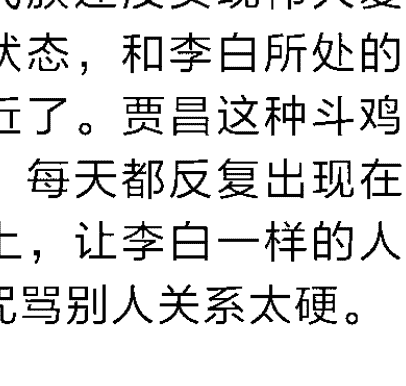 状态，和李白所处的
近了。贾昌这种斗鸡
每天都反复出现在
上，让李白一样的人
咒骂别人关系太硬。